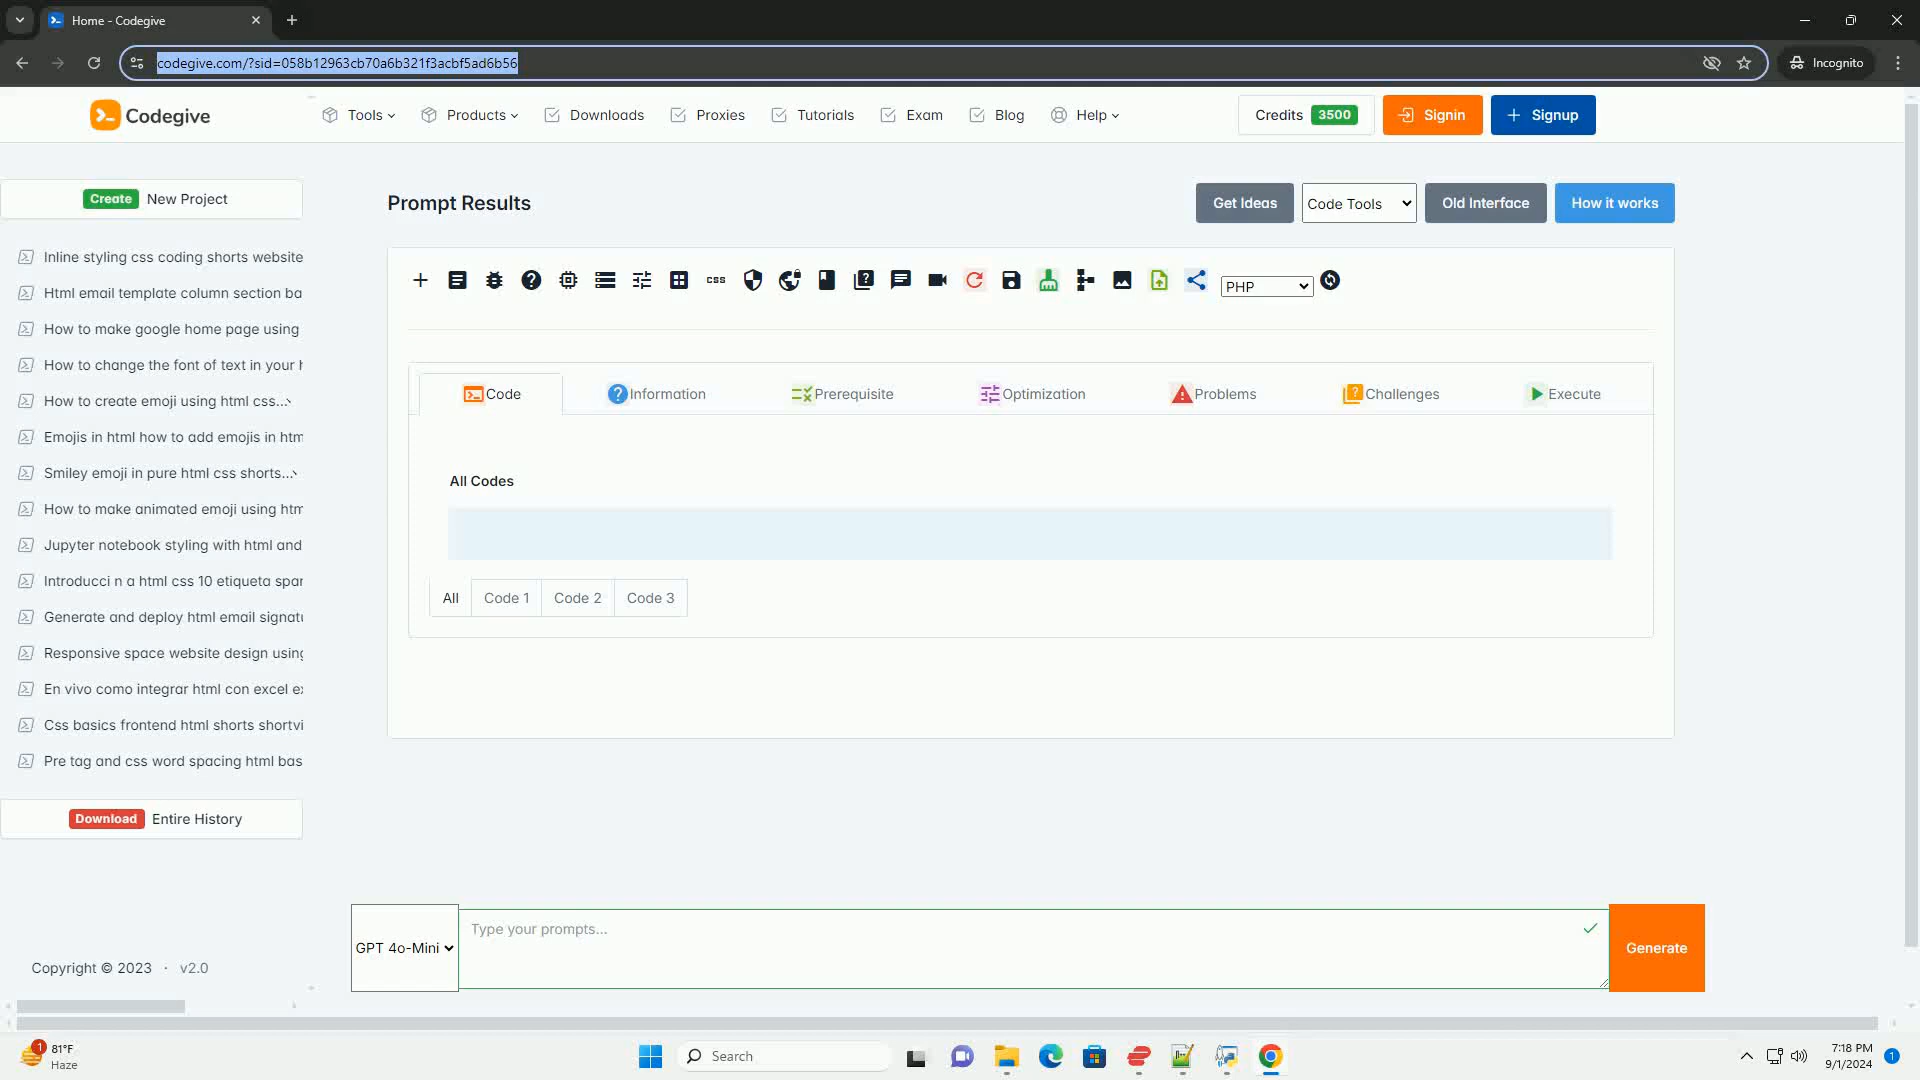 Home - Codegive
codegive.com/?sid=058b12963cb70a6b321f3acbf5ad6b56
Incognito
Codegive
Tools
Products
Downloads
Proxies
Tutorials
Exam
Blog
Help
Credits 3500
Signin
Signup
Create New Project
Inline styling css coding shorts website
Html email template column section ba
How to make google home page using
How to change the font of text in your h
How to create emoji using html css...
Emojis in html how to add emojis in htm
Smiley emoji in pure html css shorts...
How to make animated emoji using htm
Jupyter notebook styling with html and
Introducci n a html css 10 etiqueta spar
Generate and deploy html email signatu
Responsive space website design using
En vivo como integrar html con excel ex
Css basics frontend html shorts shortvi
Pre tag and css word spacing html bas
Download Entire History
Copyright © 2023 · v2.0
Prompt Results
Get Ideas
Code Tools
Old Interface
How it works
css
PHP
Code
Information
Prerequisite
Optimization
Problems
Challenges
Execute
All Codes
All
Code 1
Code 2
Code 3
GPT 4o-Mini
Type your prompts...
Generate
1
81°F
Haze
Search
7:18 PM
9/1/2024
1